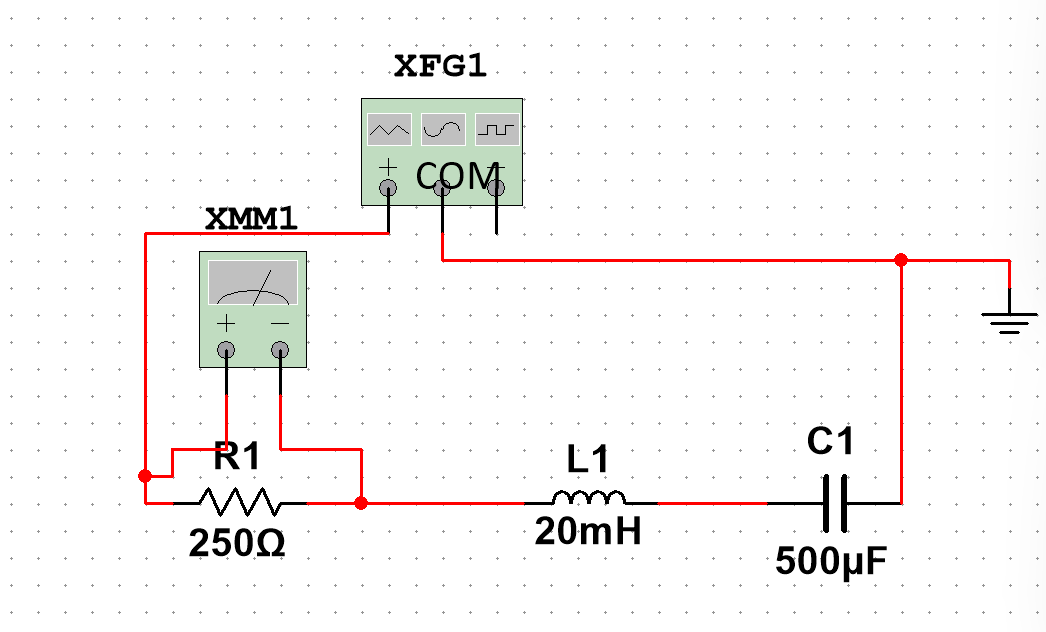 XFG1
+ COM −
XMM1
+ −
R1
250Ω
L1
20mH
C1
500µF